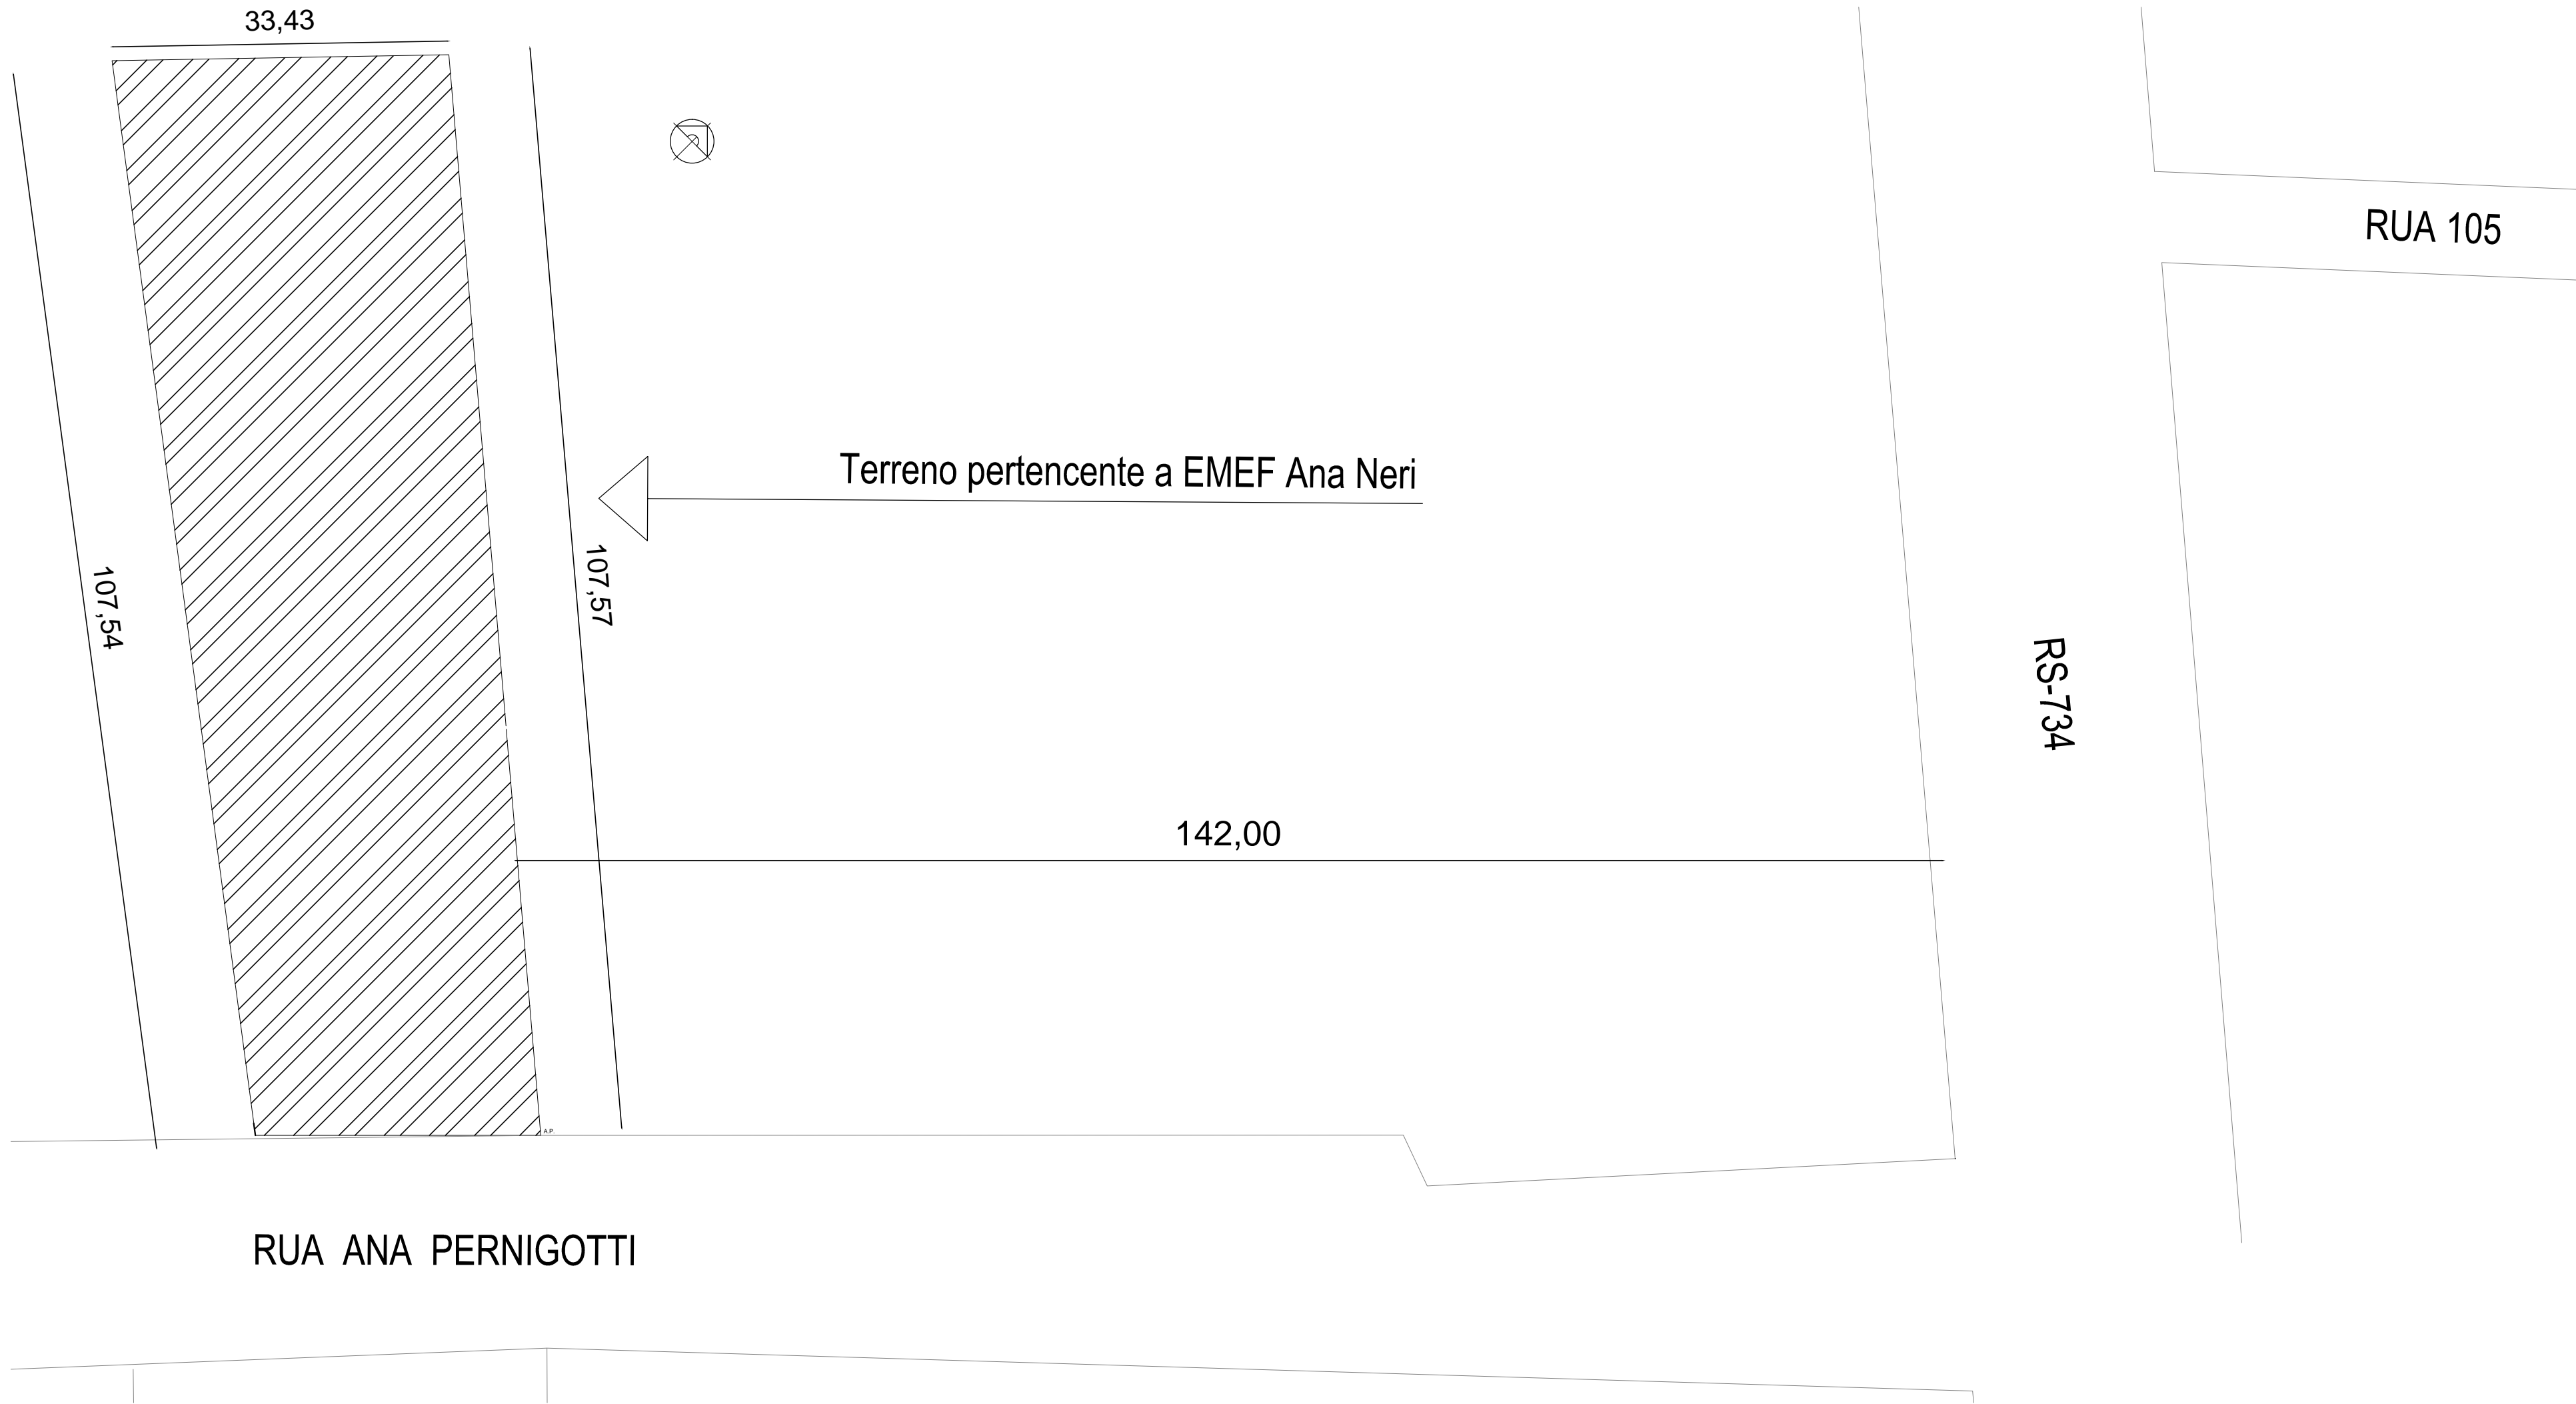 33,43
RUA 105
Terreno pertencente a EMEF Ana Neri
107,54
107,57
RS-734
142,00
A.P.
RUA ANA PERNIGOTTI